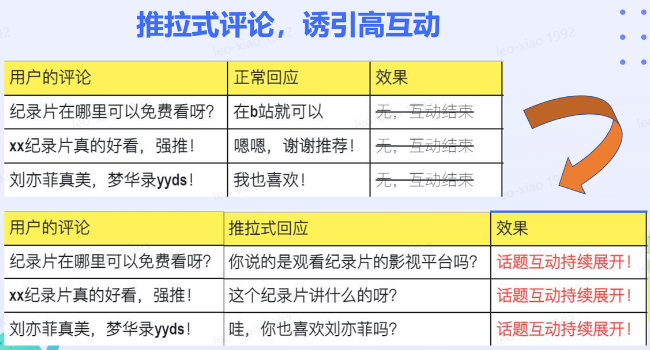 推拉式评论，诱引高互动
用户的评论 正常回应 效果
纪录片在哪里可以免费看呀？ 在b站就可以 无，互动结束
xx纪录片真的好看，强推！ 嗯嗯，谢谢推荐！ 无，互动结束
刘亦菲真美，梦华录yyds！ 我也喜欢！ 无，互动结束
用户的评论 推拉式回应 效果
纪录片在哪里可以免费看呀？ 你说的是观看纪录片的影视平台吗？ 话题互动持续展开！
xx纪录片真的好看，强推！ 这个纪录片讲什么的呀？ 话题互动持续展开！
刘亦菲真美，梦华录yyds！ 哇，你也喜欢刘亦菲吗？ 话题互动持续展开！
leo-xiao 1992